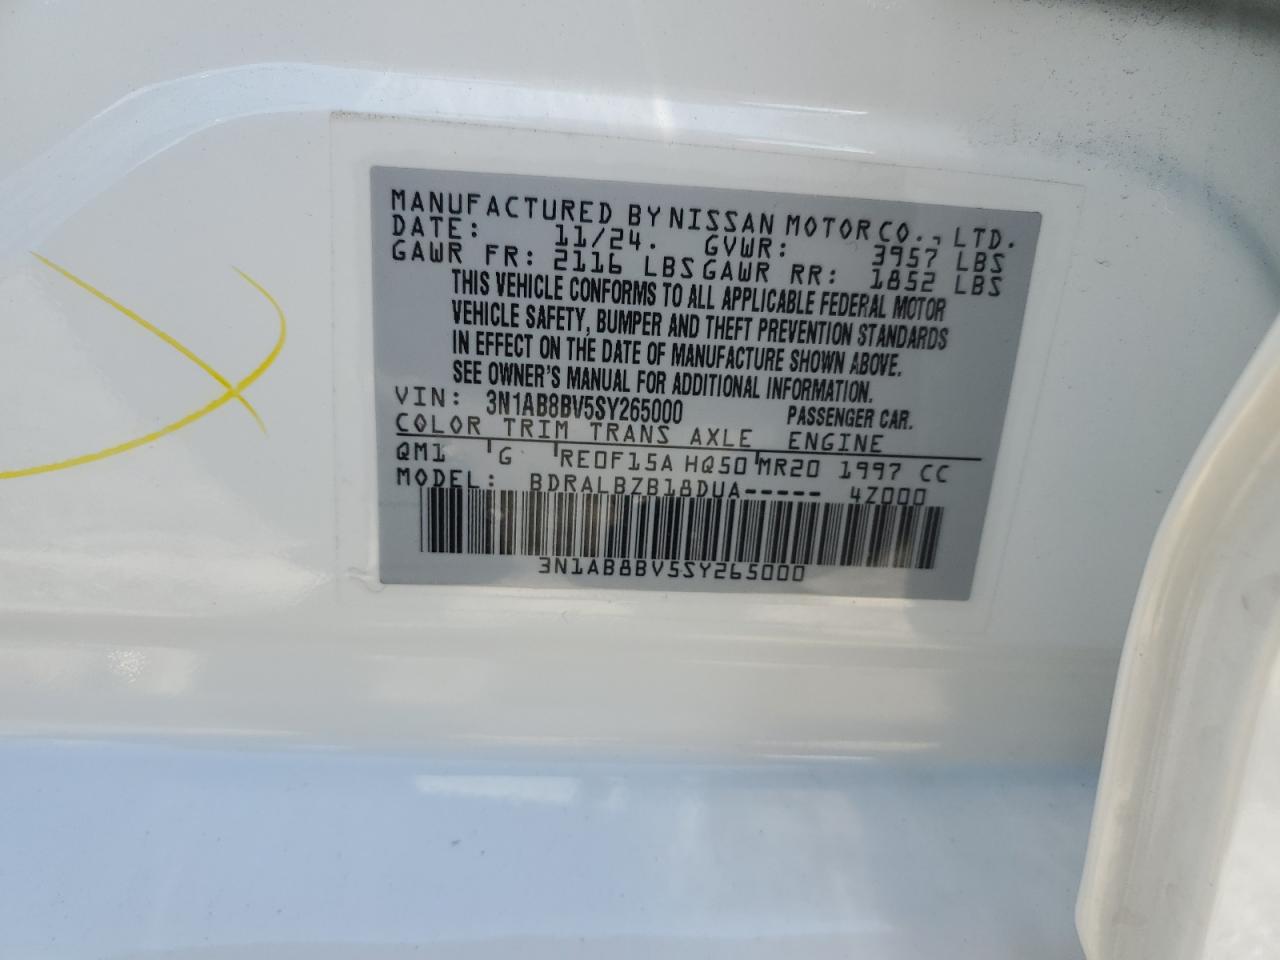 MANUFACTURED BY NISSAN MOTOR CO., LTD.
DATE: 11/24. GVWR: 3957 LBS
GAWR FR: 2116 LBS GAWR RR: 1852 LBS
THIS VEHICLE CONFORMS TO ALL APPLICABLE FEDERAL MOTOR
VEHICLE SAFETY, BUMPER AND THEFT PREVENTION STANDARDS
IN EFFECT ON THE DATE OF MANUFACTURE SHOWN ABOVE.
SEE OWNER'S MANUAL FOR ADDITIONAL INFORMATION.
VIN: 3N1AB8BV5SY265000 PASSENGER CAR.
COLOR TRIM TRANS AXLE ENGINE
QM1 G RE0F15A HQ50 MR20 1997 CC
MODEL: BDRALBZB18DUA----- 4Z000
3N1AB8BV5SY265000